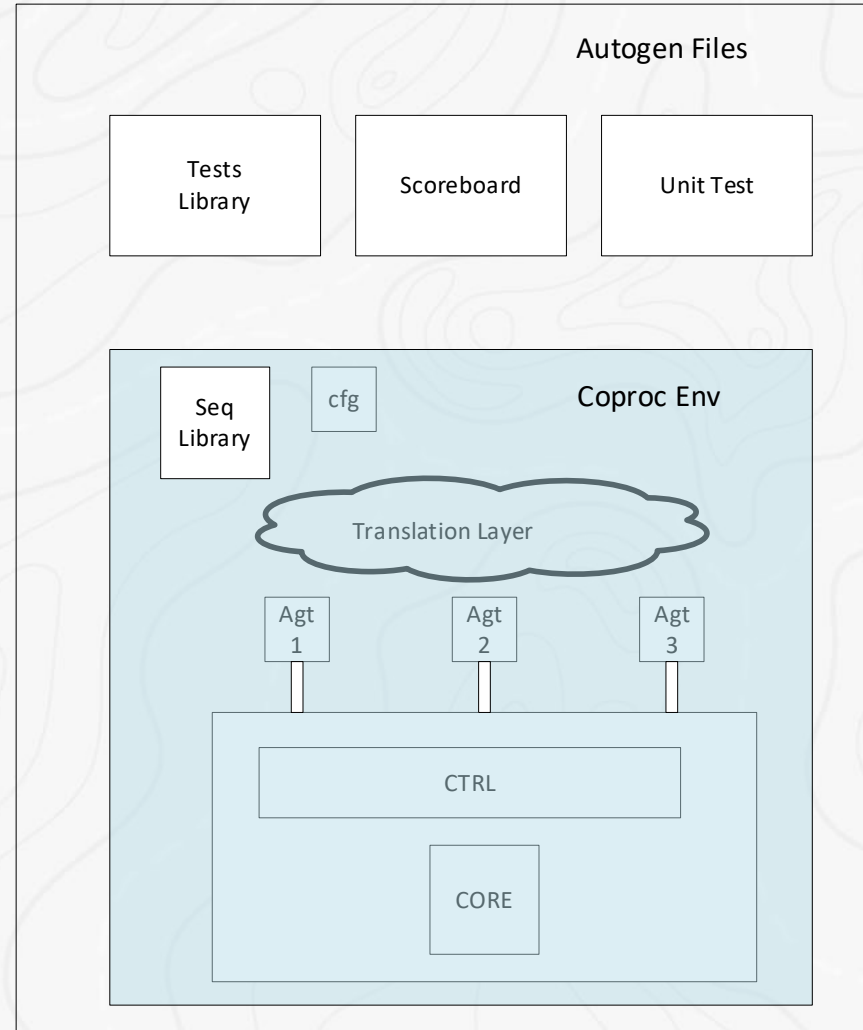 Autogen Files
Tests
Library
Scoreboard
Unit Test
Seq
Library
cfg
Coproc Env
Translation Layer
Agt
1
Agt
2
Agt
3
CTRL
CORE